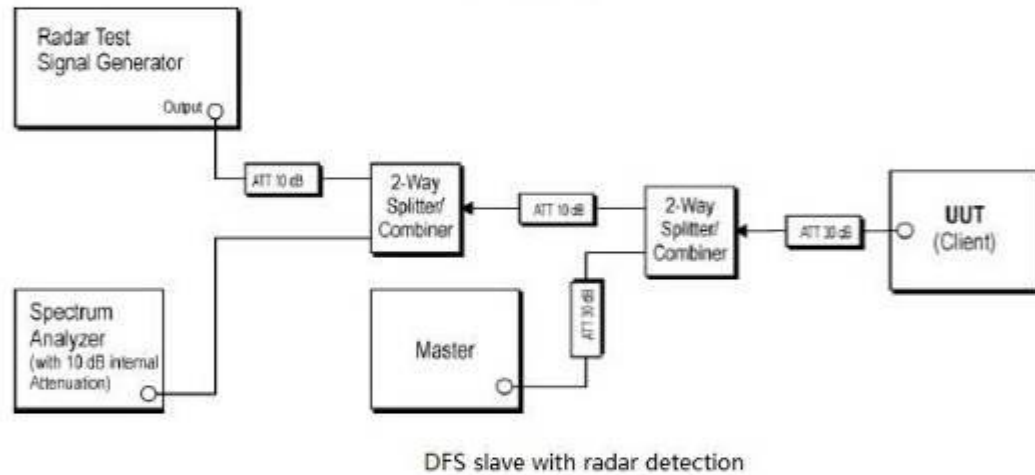 Radar Test
Signal Generator
Output
ATT 10 dB
2-Way
Splitter/
Combiner
ATT 10 dB
2-Way
Splitter/
Combiner
ATT 30 dB
UUT
(Client)
Spectrum
Analyzer
(with 10 dB internal
Attenuation)
Master
ATT 30 dB
DFS slave with radar detection